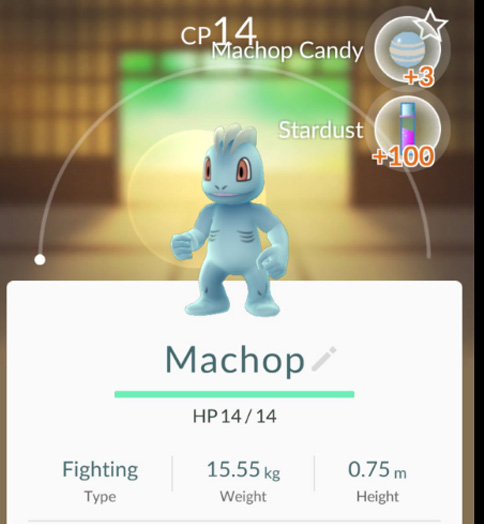 CP14
Machop Candy
+3
Stardust
+100
Machop
HP 14 / 14
Fighting 15.55 kg 0.75 m
Type Weight Height